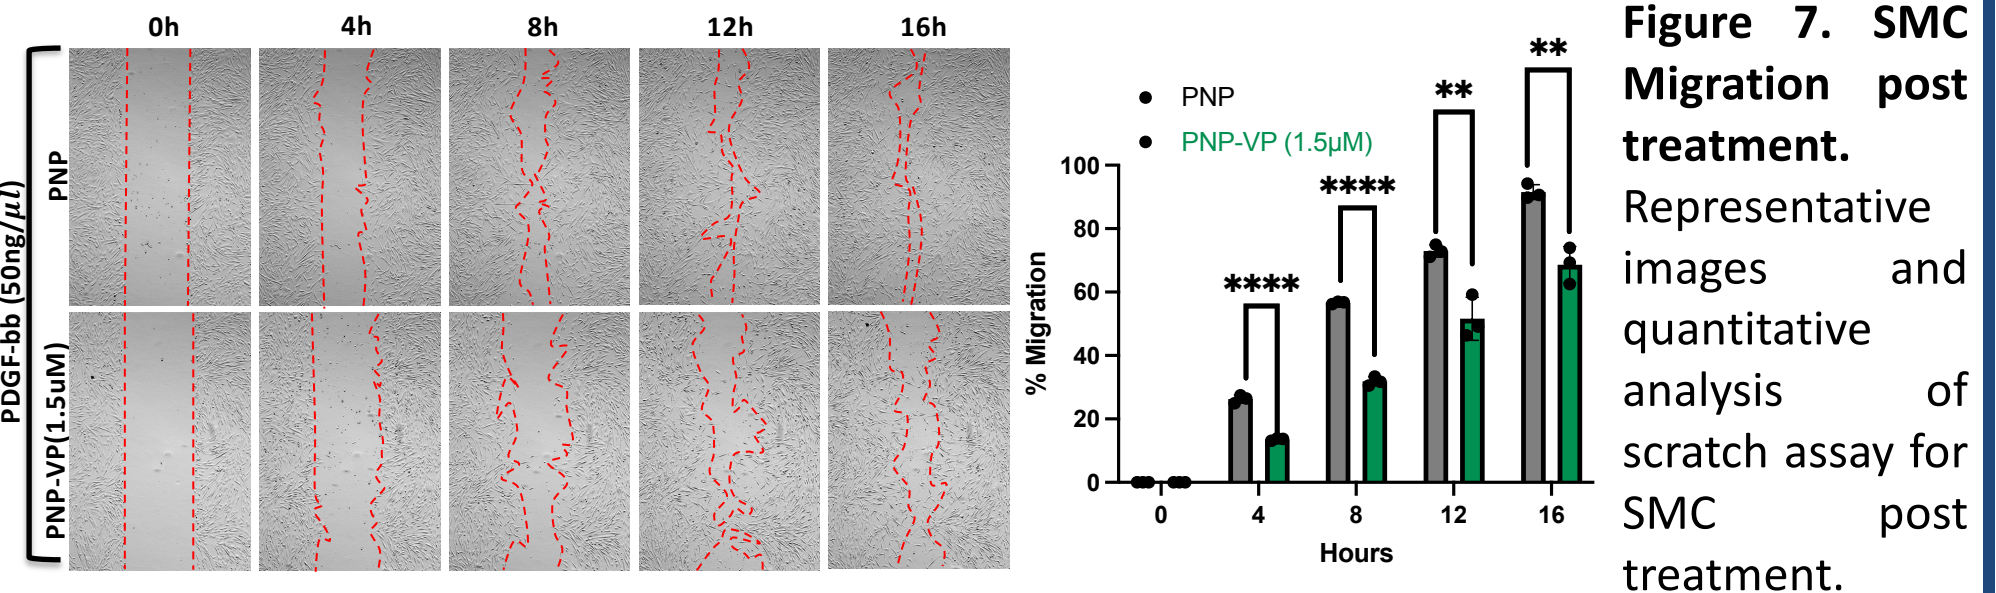 0h
4h
8h
12h
16h
PDGF-bb (50ng/μl)
PNP
PNP-VP(1.5uM)
PNP
PNP-VP (1.5μM)
% Migration
100
80
60
40
20
0
****
****
**
**
0
4
8
12
16
Hours
Figure 7. SMC
Migration post
treatment.
Representative
images and
quantitative
analysis of
scratch assay for
SMC post
treatment.